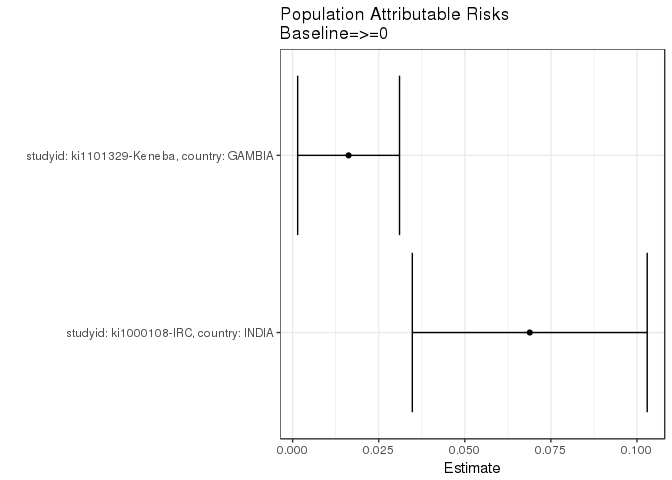 Population Attributable Risks
Baseline=>=0
studyid: ki1101329-Keneba, country: GAMBIA
studyid: ki1000108-IRC, country: INDIA
0.000 0.025 0.050 0.075 0.100
Estimate